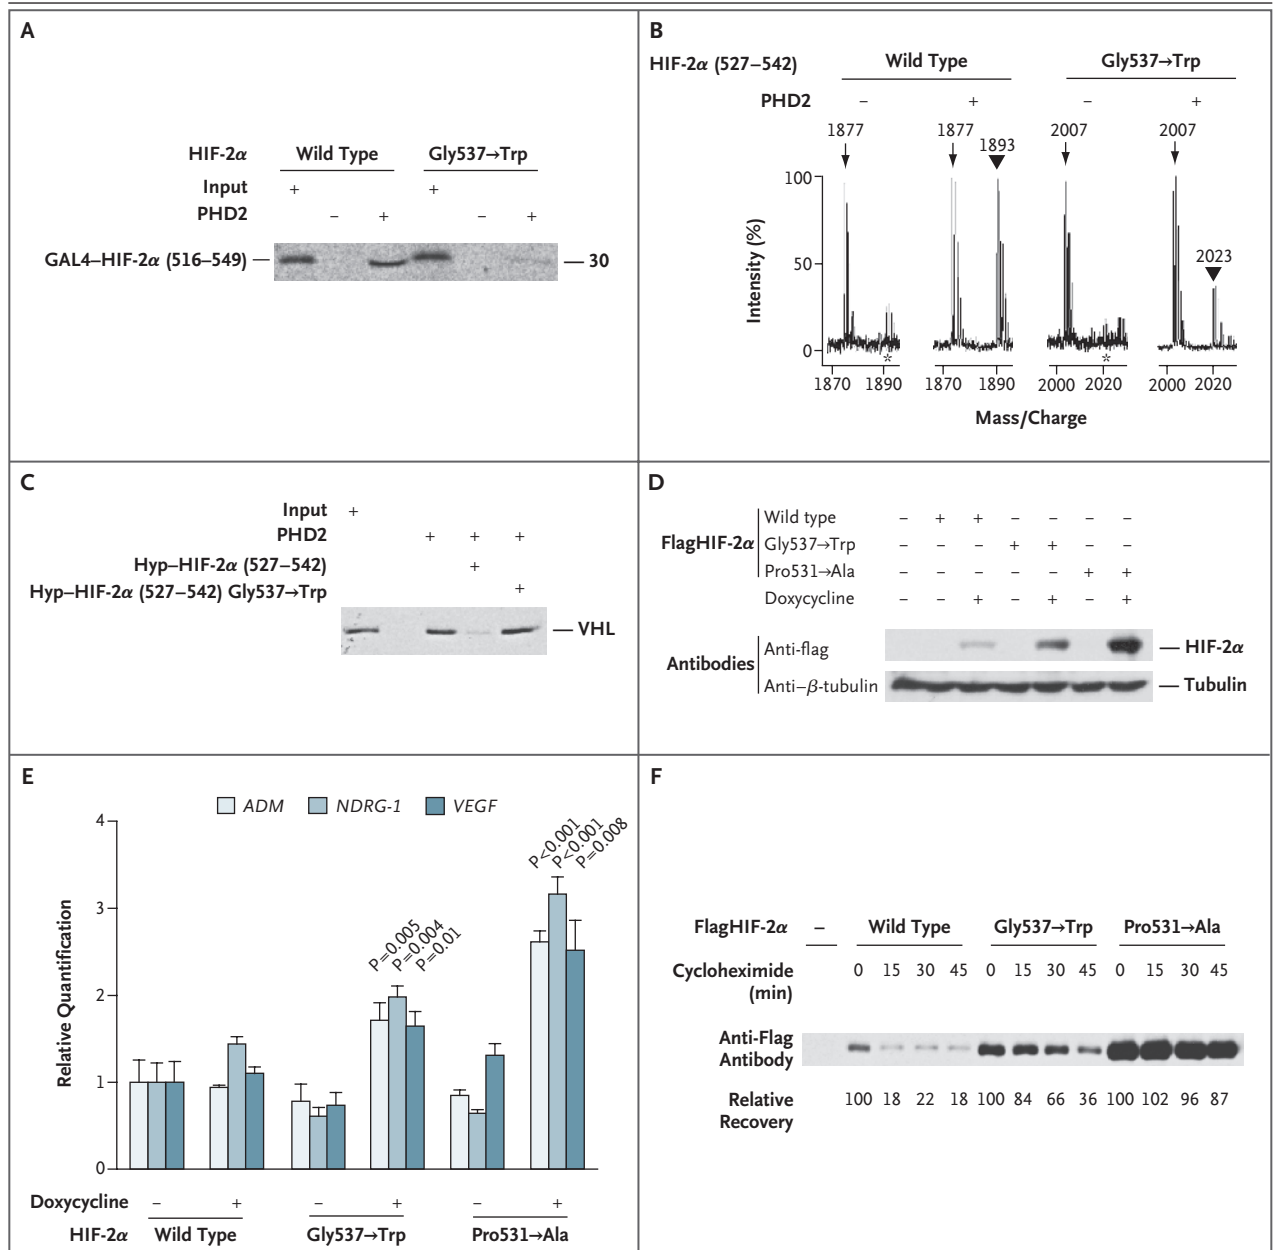 A
HIF-2α Wild Type Gly537→Trp
Input + +
PHD2 – + – +
GAL4–HIF-2α (516–549) — — 30
B
HIF-2α (527–542) Wild Type Gly537→Trp
PHD2 – + – +
1877 1877 1893 2007 2007 2023
Intensity (%)
100
50
0
* *
1870 1890 1870 1890 2000 2020 2000 2020
Mass/Charge
C
Input +
PHD2 + + +
Hyp–HIF-2α (527–542) +
Hyp–HIF-2α (527–542) Gly537→Trp +
— VHL
D
FlagHIF-2α
Wild type – + + – – – –
Gly537→Trp – – – + + – –
Pro531→Ala – – – – – + +
Doxycycline – – + – + – +
Antibodies
Anti-flag — HIF-2α
Anti–β-tubulin — Tubulin
E
ADM NDRG-1 VEGF
Relative Quantification
4
3
2
1
0
P=0.005
P=0.004
P=0.01
P<0.001
P<0.001
P=0.008
Doxycycline – + – + – +
HIF-2α Wild Type Gly537→Trp Pro531→Ala
F
FlagHIF-2α – Wild Type Gly537→Trp Pro531→Ala
Cycloheximide 0 15 30 45 0 15 30 45 0 15 30 45
(min)
Anti-Flag
Antibody
Relative 100 18 22 18 100 84 66 36 100 102 96 87
Recovery